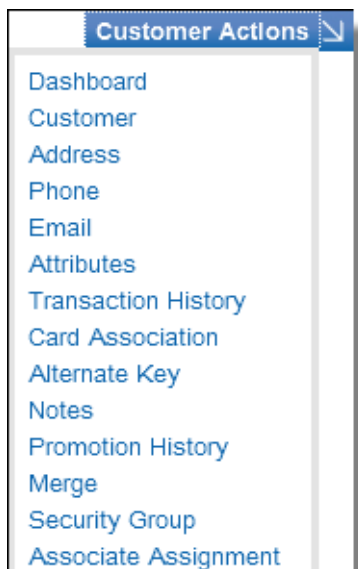 Customer Actions
Dashboard
Customer
Address
Phone
Email
Attributes
Transaction History
Card Association
Alternate Key
Notes
Promotion History
Merge
Security Group
Associate Assignment